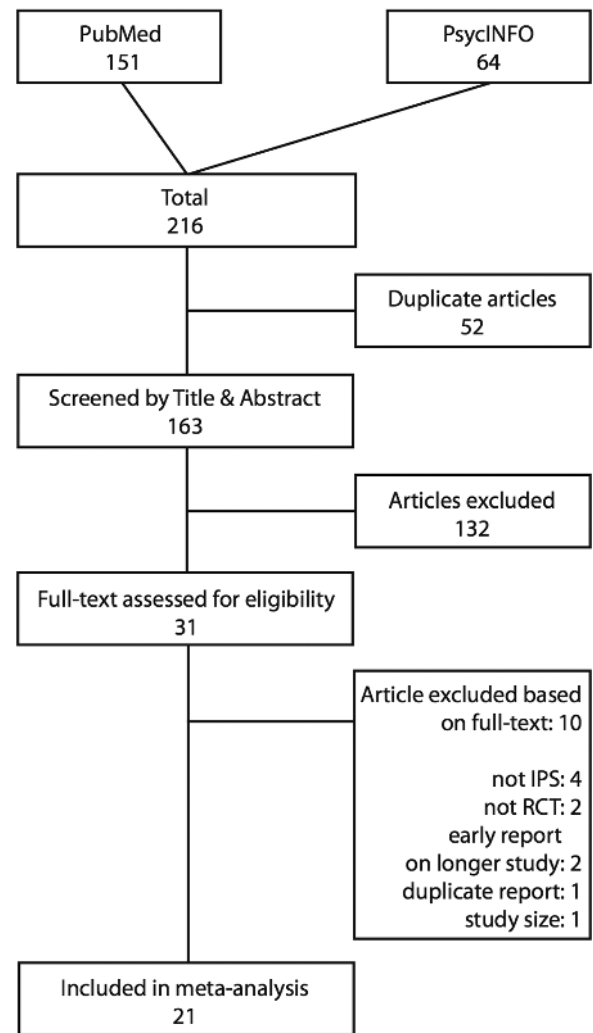 PubMed
151
PsycINFO
64
Total
216
Duplicate articles
52
Screened by Title & Abstract
163
Articles excluded
132
Full-text assessed for eligibility
31
Article excluded based
on full-text: 10
not IPS: 4
not RCT: 2
early report
on longer study: 2
duplicate report: 1
study size: 1
Included in meta-analysis
21